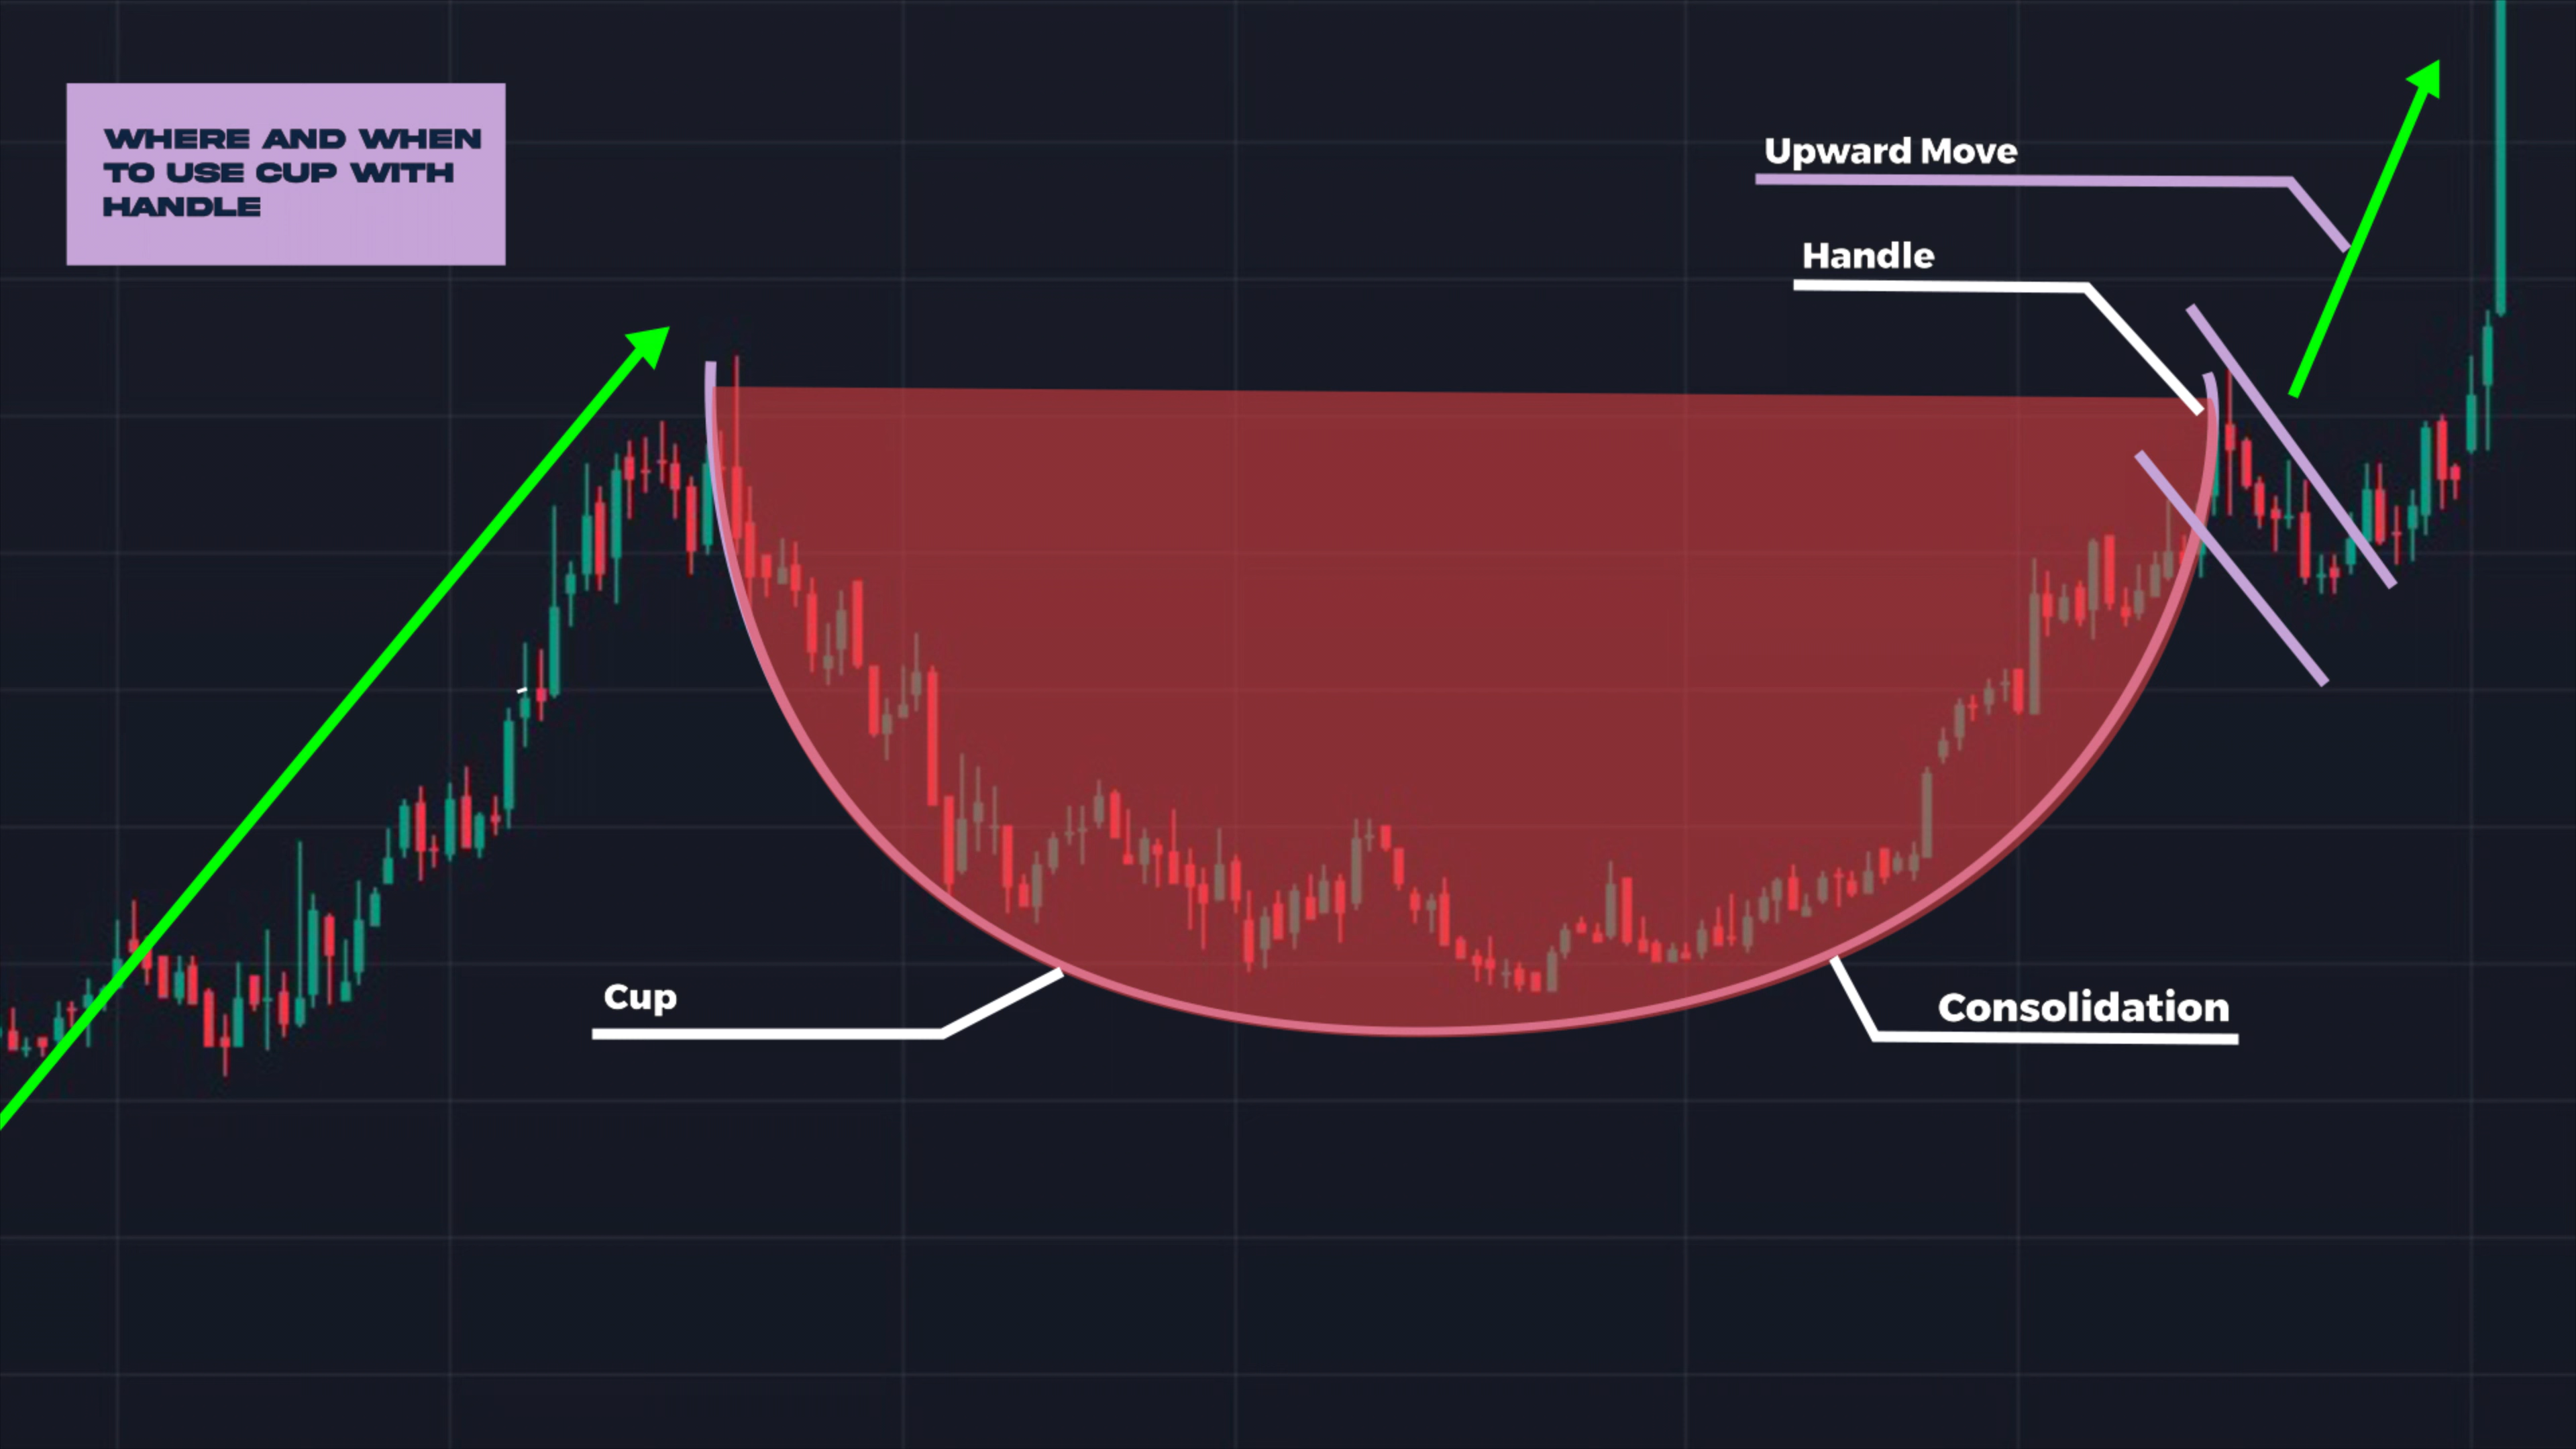 WHERE AND WHEN
TO USE CUP WITH
HANDLE
Upward Move
Handle
Cup
Consolidation